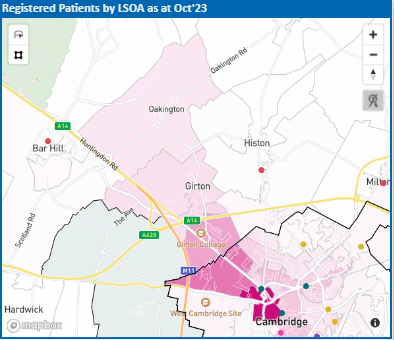 Registered Patients by LSOA as at Oct'23
Oakington Rd
Oakington
A14
Bar Hill
Huntingdon Rd
Histon
Girton
Milton
Scotland Rd
The Ave
A14
A428
Girton College
M11
Hardwick
West Cambridge Site
mapbox
Cambridge